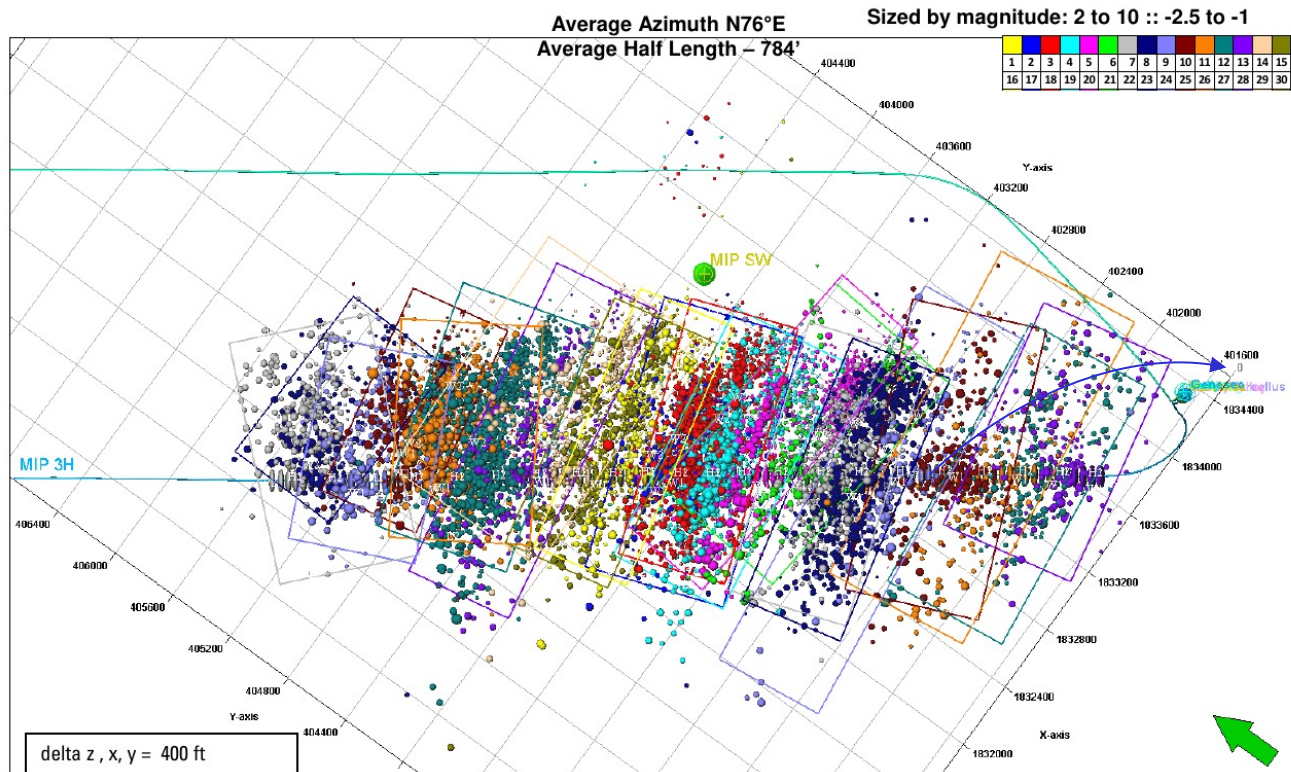 Average Azimuth N76°E
Average Half Length – 784'
Sized by magnitude: 2 to 10 :: -2.5 to -1
1 2 3 4 5 6 7 8 9 10 11 12 13 14 15
16 17 18 19 20 21 22 23 24 25 26 27 28 29 30
404400
404000
403600
Y-axis
403200
402800
402400
402000
401600
0
MIP SW
Geneseo
1834400
1834000
MIP 3H
406400
1833600
406000
1833200
405600
1832800
405200
1832400
404800
Y-axis
404400
X-axis
1832000
delta z , x, y = 400 ft